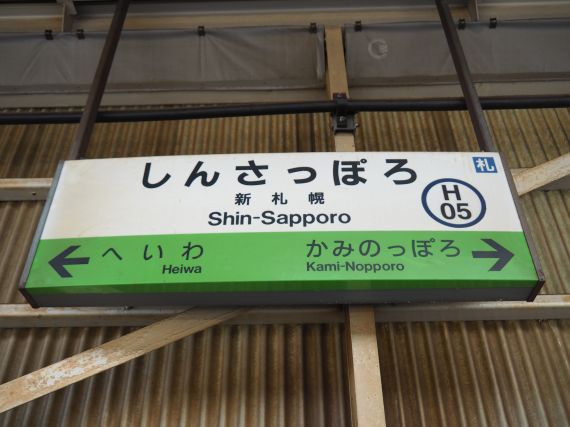 しんさっぽろ
札
新札幌
H
05
Shin-Sapporo
← へいわ
Heiwa
かみのっぽろ →
Kami-Nopporo